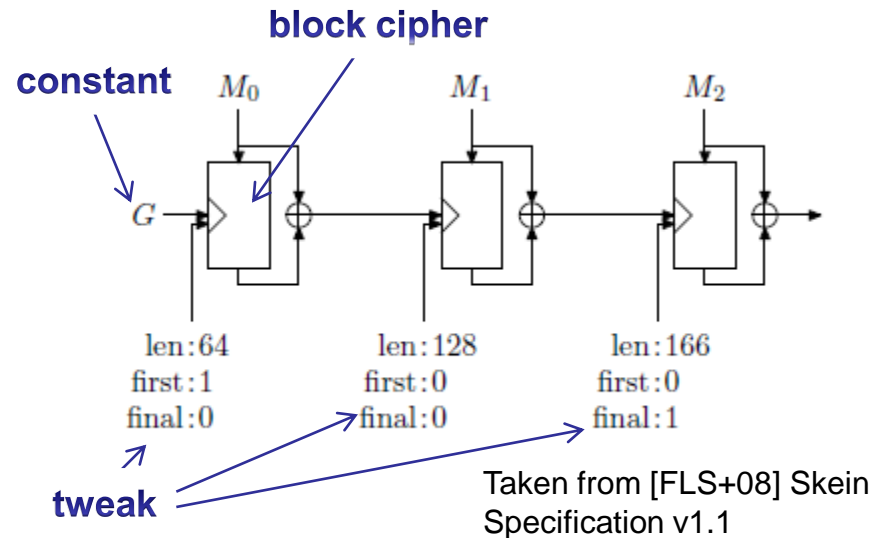 block cipher
constant
M₀
M₁
M₂
G
len:64
first:1
final:0
len:128
first:0
final:0
len:166
first:0
final:1
tweak
Taken from [FLS+08] Skein
Specification v1.1